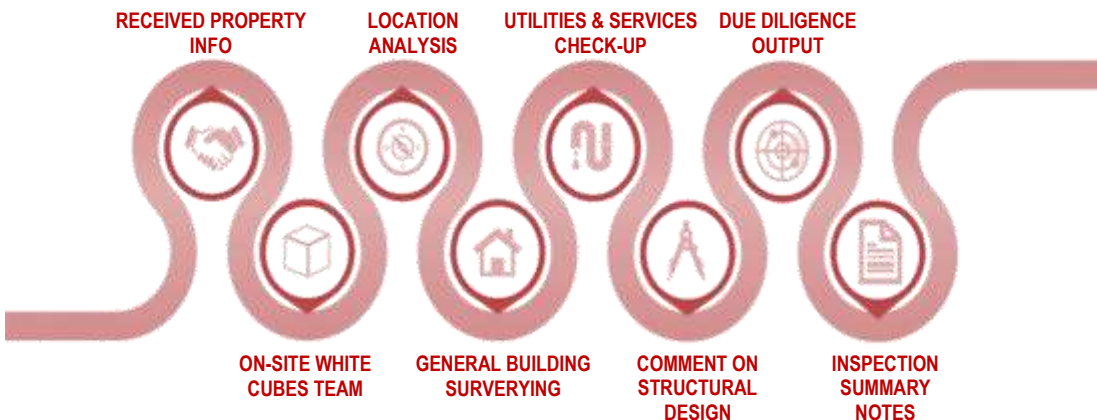 RECEIVED PROPERTY
INFO
LOCATION
ANALYSIS
UTILITIES & SERVICES
CHECK-UP
DUE DILIGENCE
OUTPUT
ON-SITE WHITE
CUBES TEAM
GENERAL BUILDING
SURVERYING
COMMENT ON
STRUCTURAL
DESIGN
INSPECTION
SUMMARY
NOTES